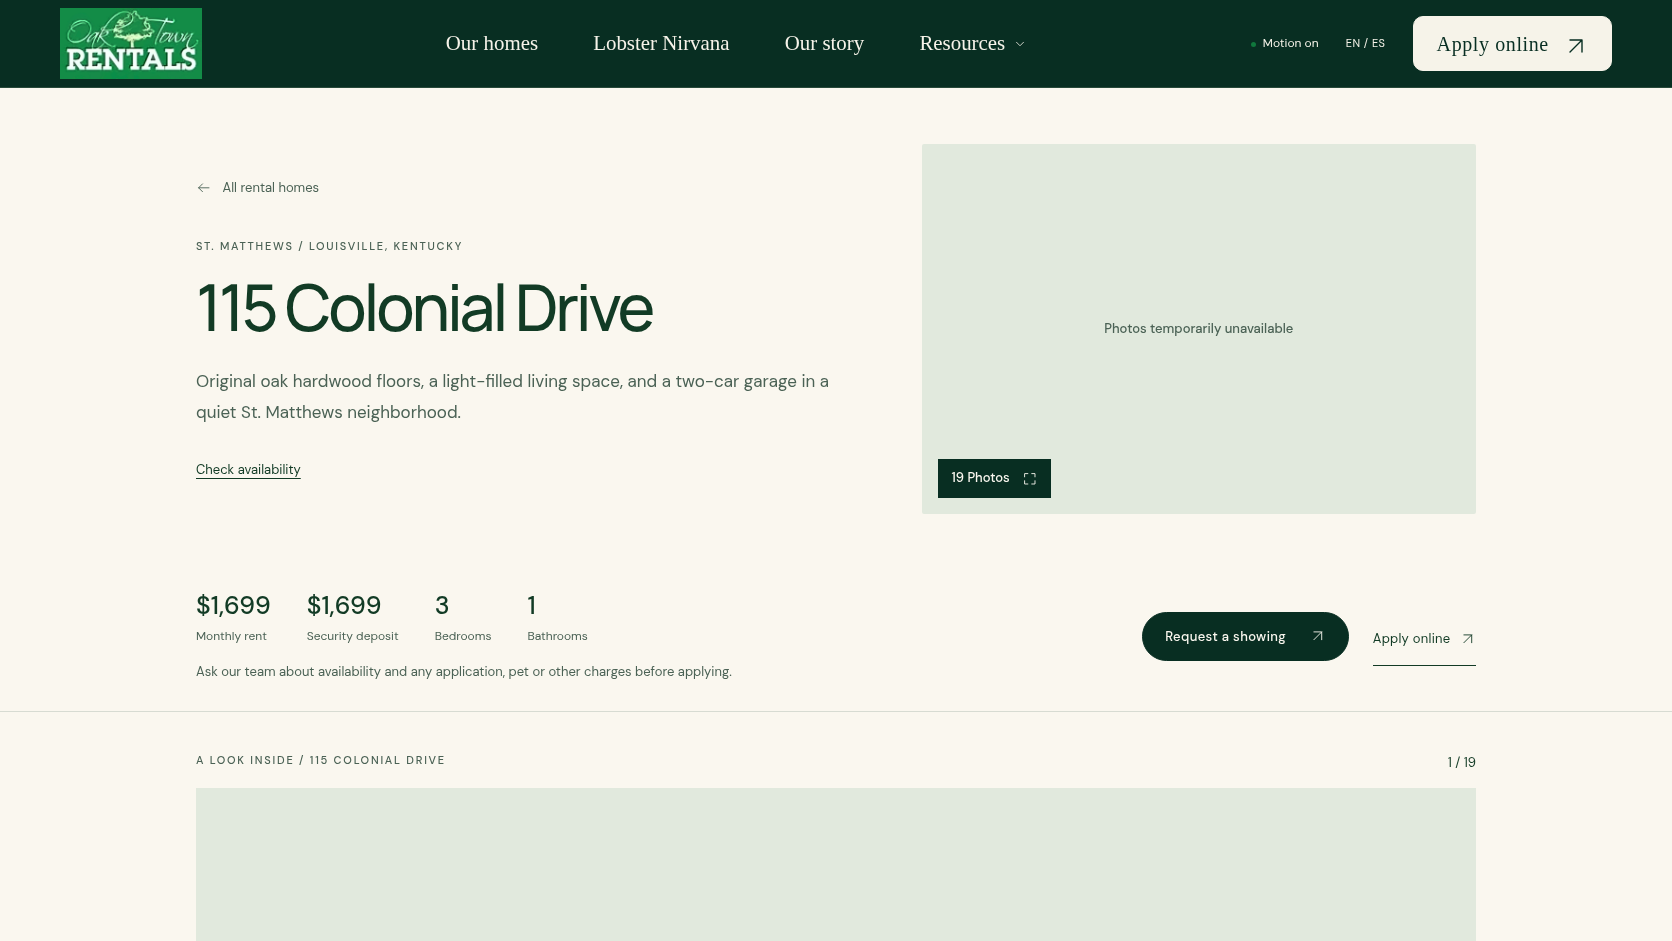 Oak Town
RENTALS
Our homes
Lobster Nirvana
Our story
Resources
Motion on
EN / ES
Apply online
All rental homes
ST. MATTHEWS / LOUISVILLE, KENTUCKY
115 Colonial Drive
Original oak hardwood floors, a light-filled living space, and a two-car garage in a
quiet St. Matthews neighborhood.
Check availability
Photos temporarily unavailable
19 Photos
$1,699
Monthly rent
$1,699
Security deposit
3
Bedrooms
1
Bathrooms
Ask our team about availability and any application, pet or other charges before applying.
Request a showing
Apply online
A LOOK INSIDE / 115 COLONIAL DRIVE
1 / 19